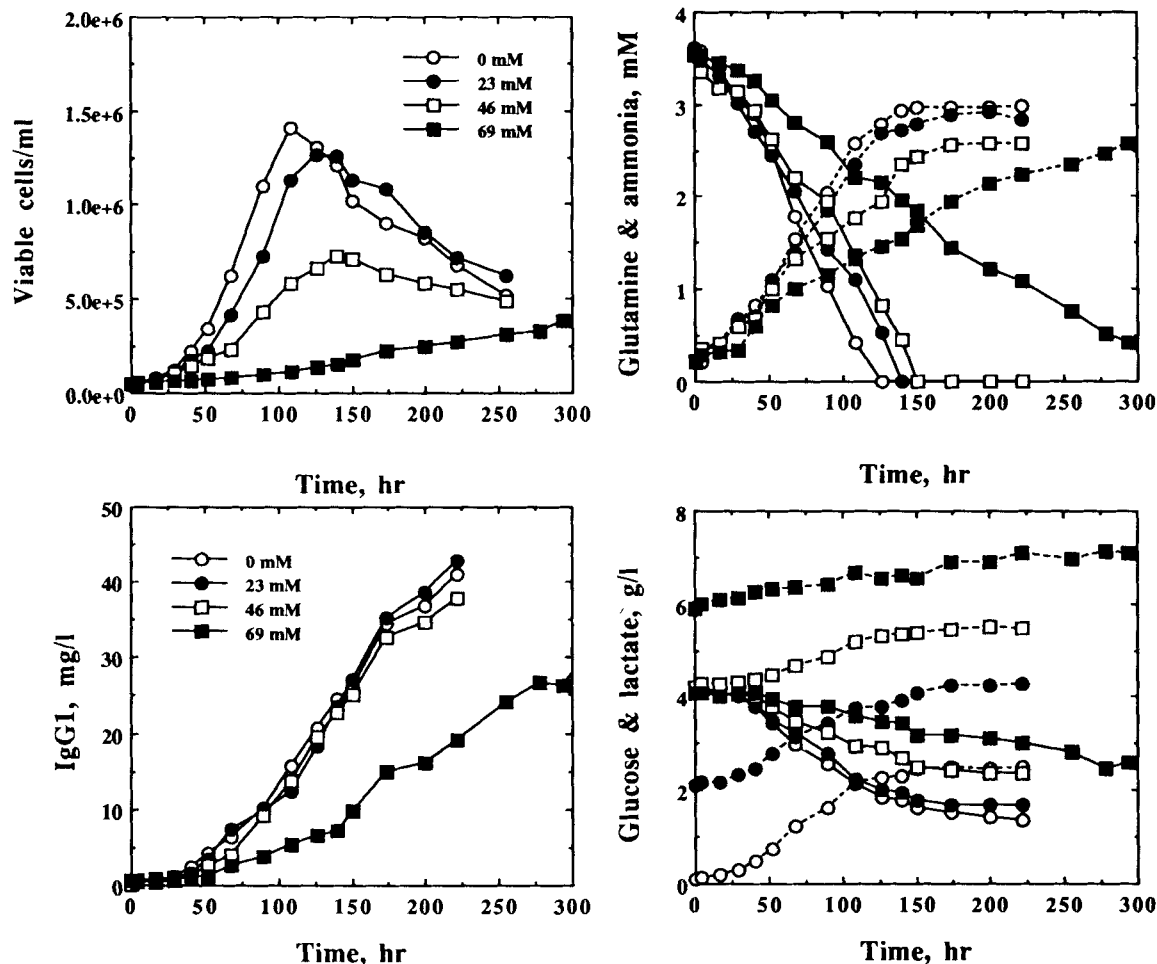 Viable cells/ml
2.0e+6
1.5e+6
1.0e+6
5.0e+5
0.0e+0
0 mM
23 mM
46 mM
69 mM
0 50 100 150 200 250 300
Time, hr
Glutamine & ammonia, mM
4
3
2
1
0
0 50 100 150 200 250 300
Time, hr
IgG1, mg/l
50
40
30
20
10
0
0 mM
23 mM
46 mM
69 mM
0 50 100 150 200 250 300
Time, hr
Glucose & lactate, g/l
8
6
4
2
0
0 50 100 150 200 250 300
Time, hr